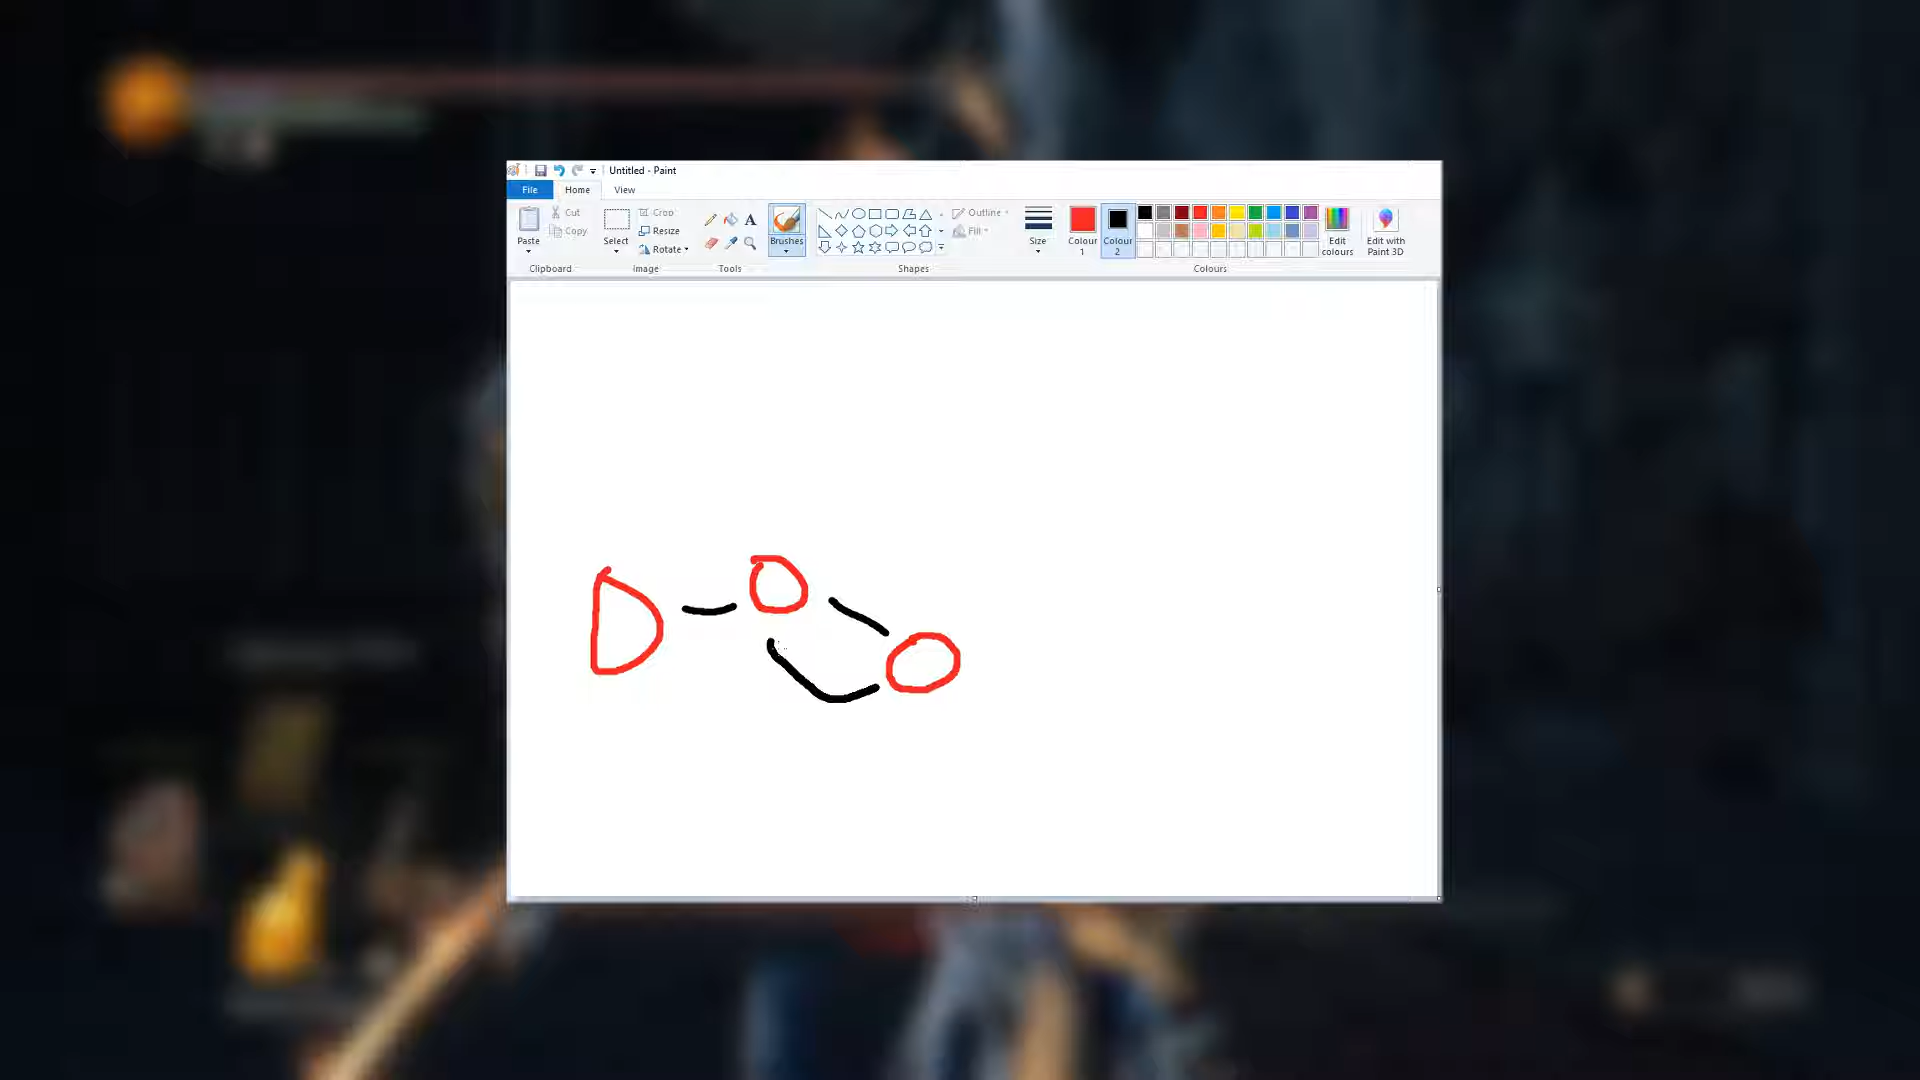 Untitled - Paint
File Home View
Paste
Cut
Copy
Clipboard
Select
Crop
Resize
Rotate
Image
A
Tools
Brushes
Outline
Fill
Shapes
Size
Colour 1
Colour 2
Edit colours
Colours
Edit with Paint 3D
D